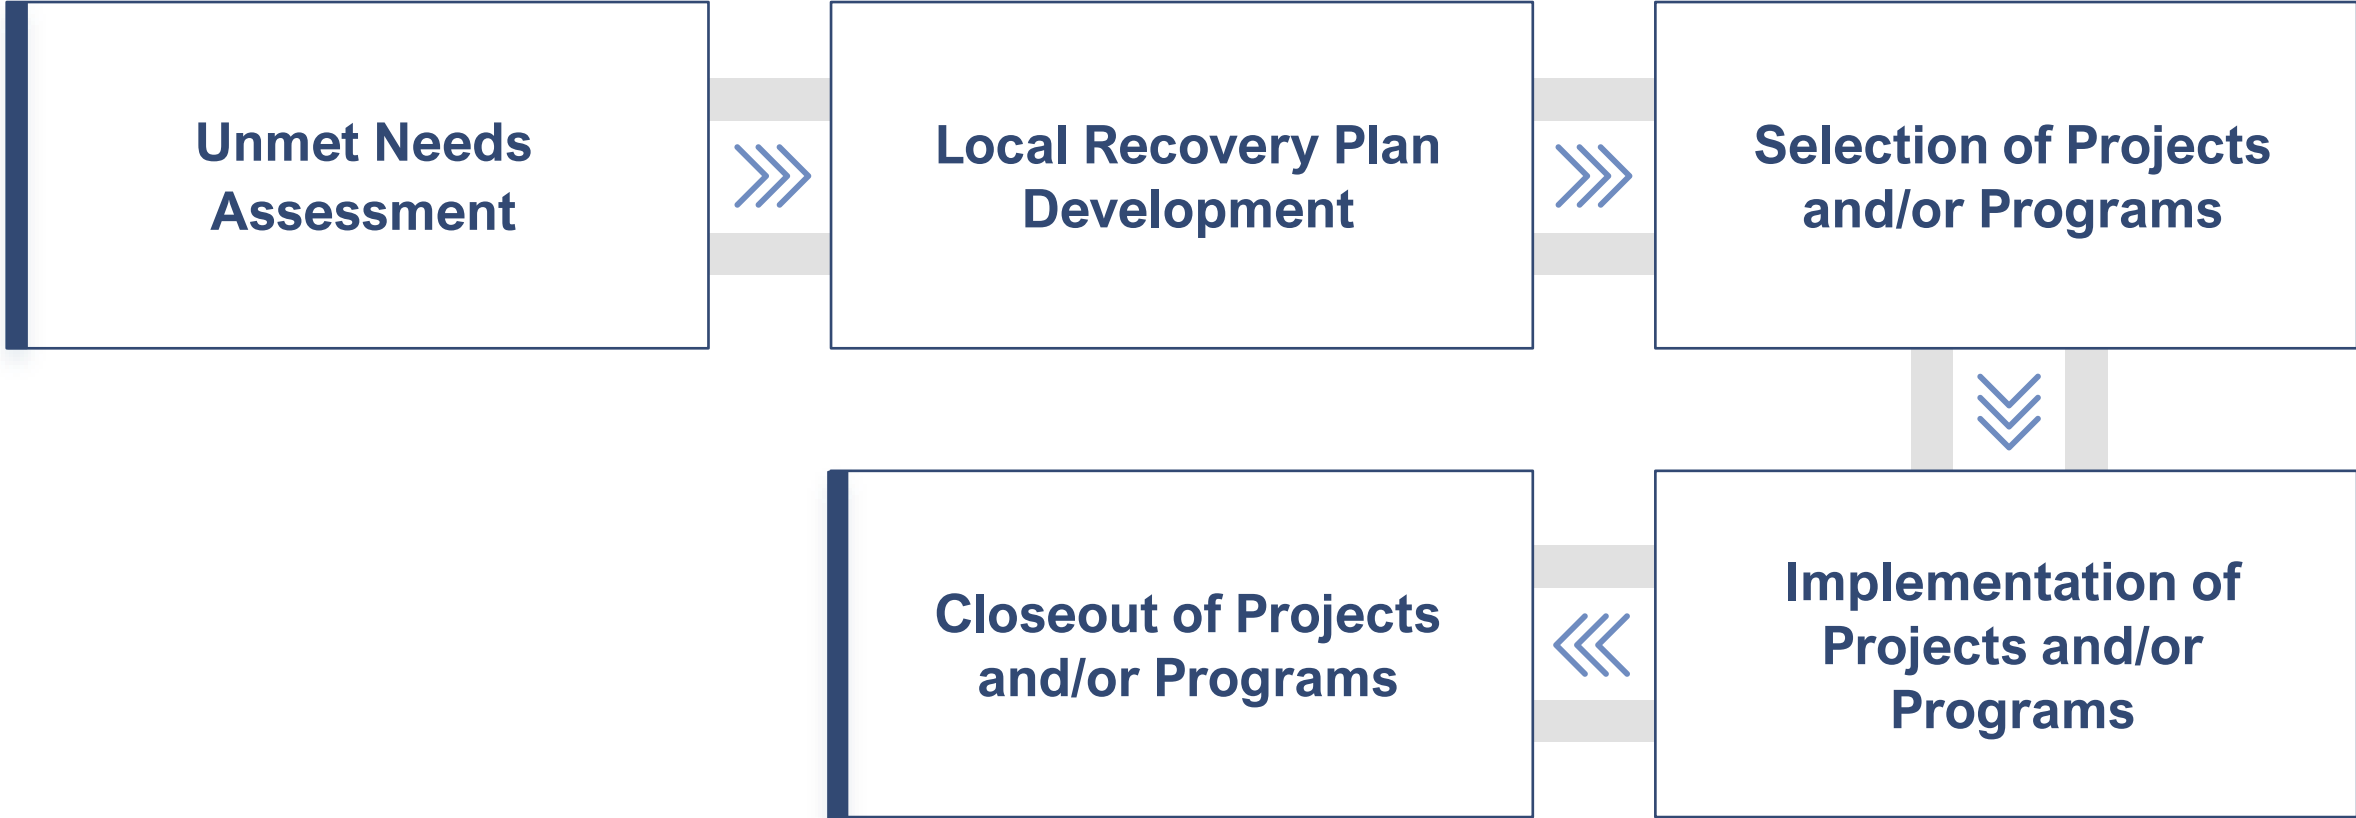 Unmet Needs
Assessment
Local Recovery Plan
Development
Selection of Projects
and/or Programs
Implementation of
Projects and/or
Programs
Closeout of Projects
and/or Programs